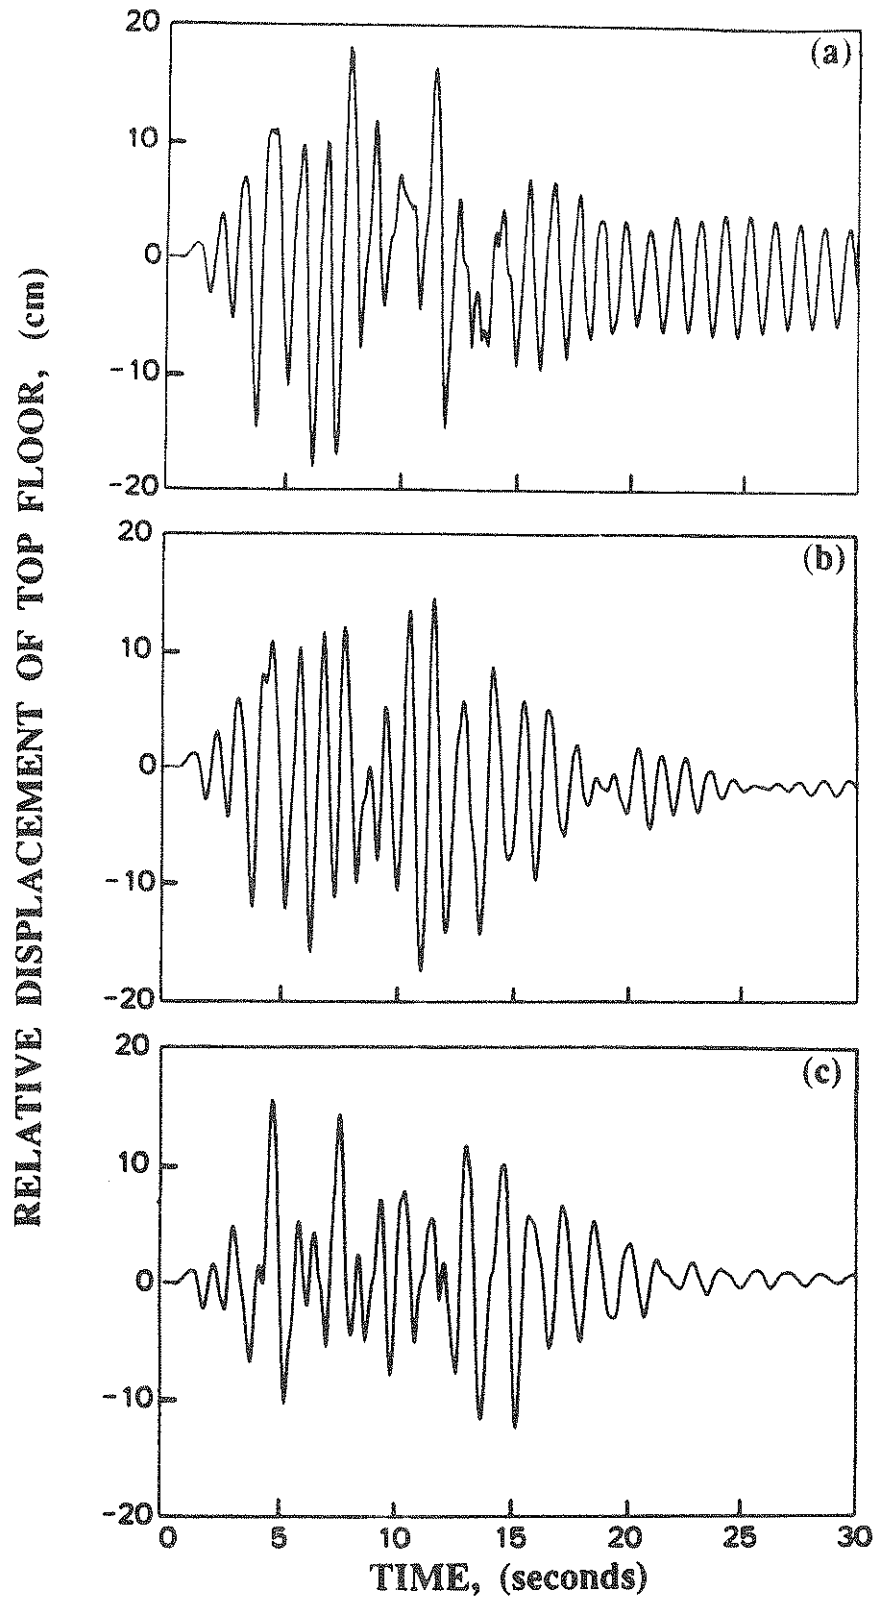 RELATIVE DISPLACEMENT OF TOP FLOOR, (cm)
20
(a)
10
0
-10
-20
20
(b)
10
0
-10
-20
20
(c)
10
0
-10
-20
0 5 10 15 20 25 30
TIME, (seconds)